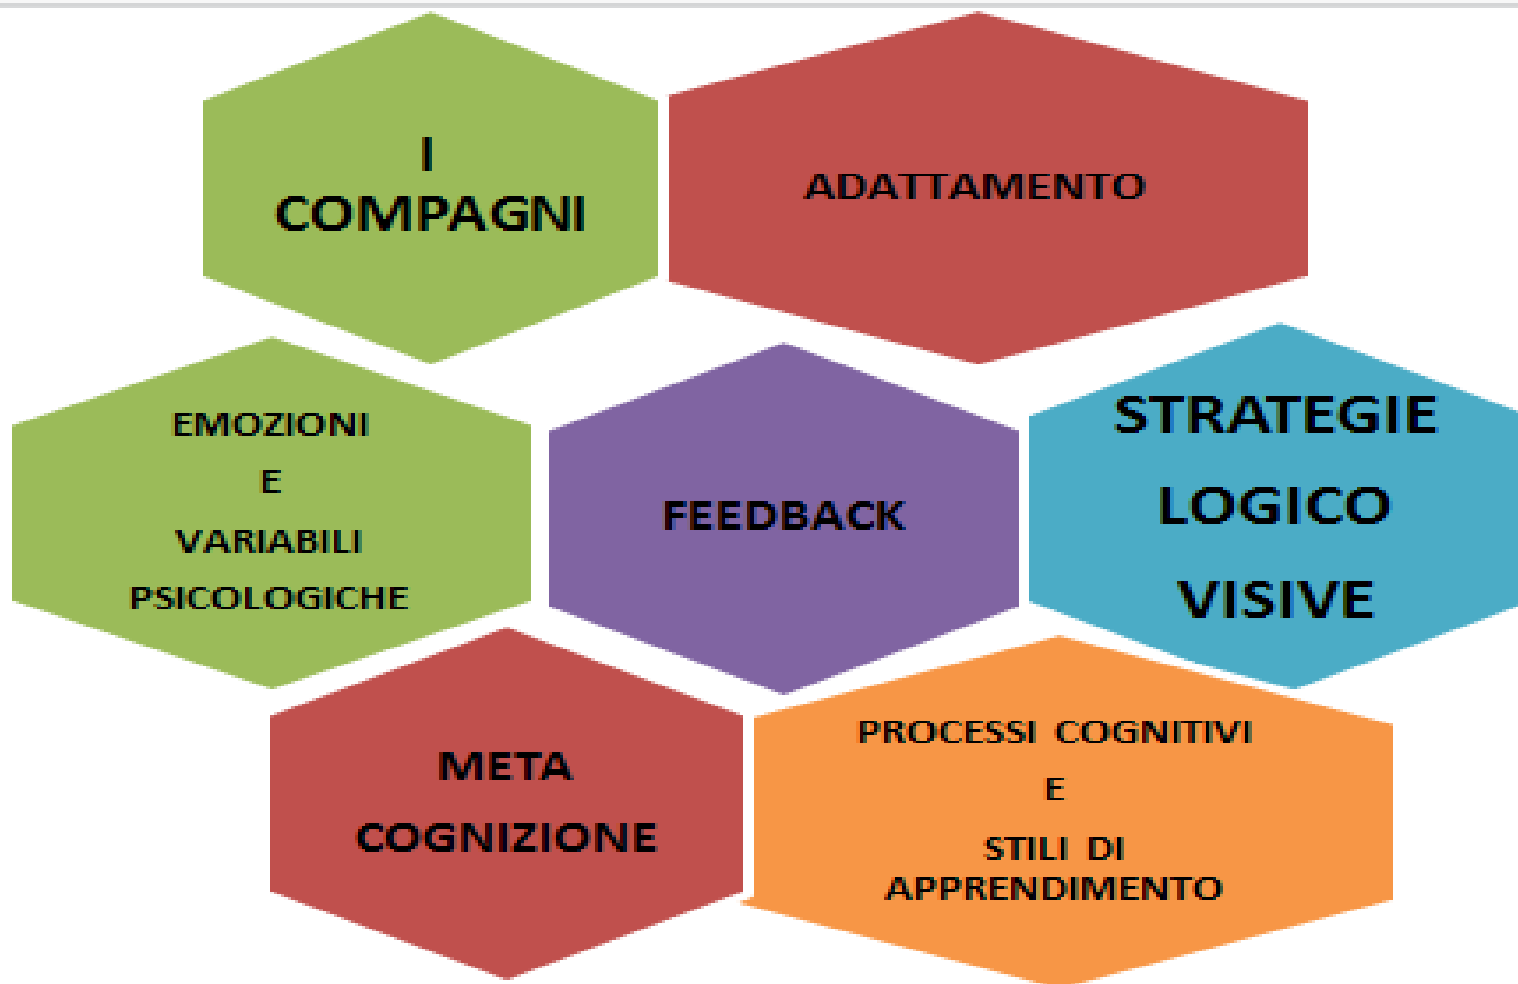 I
COMPAGNI
ADATTAMENTO
EMOZIONI
E
VARIABILI
PSICOLOGICHE
FEEDBACK
STRATEGIE
LOGICO
VISIVE
META
COGNIZIONE
PROCESSI COGNITIVI
E
STILI DI
APPRENDIMENTO